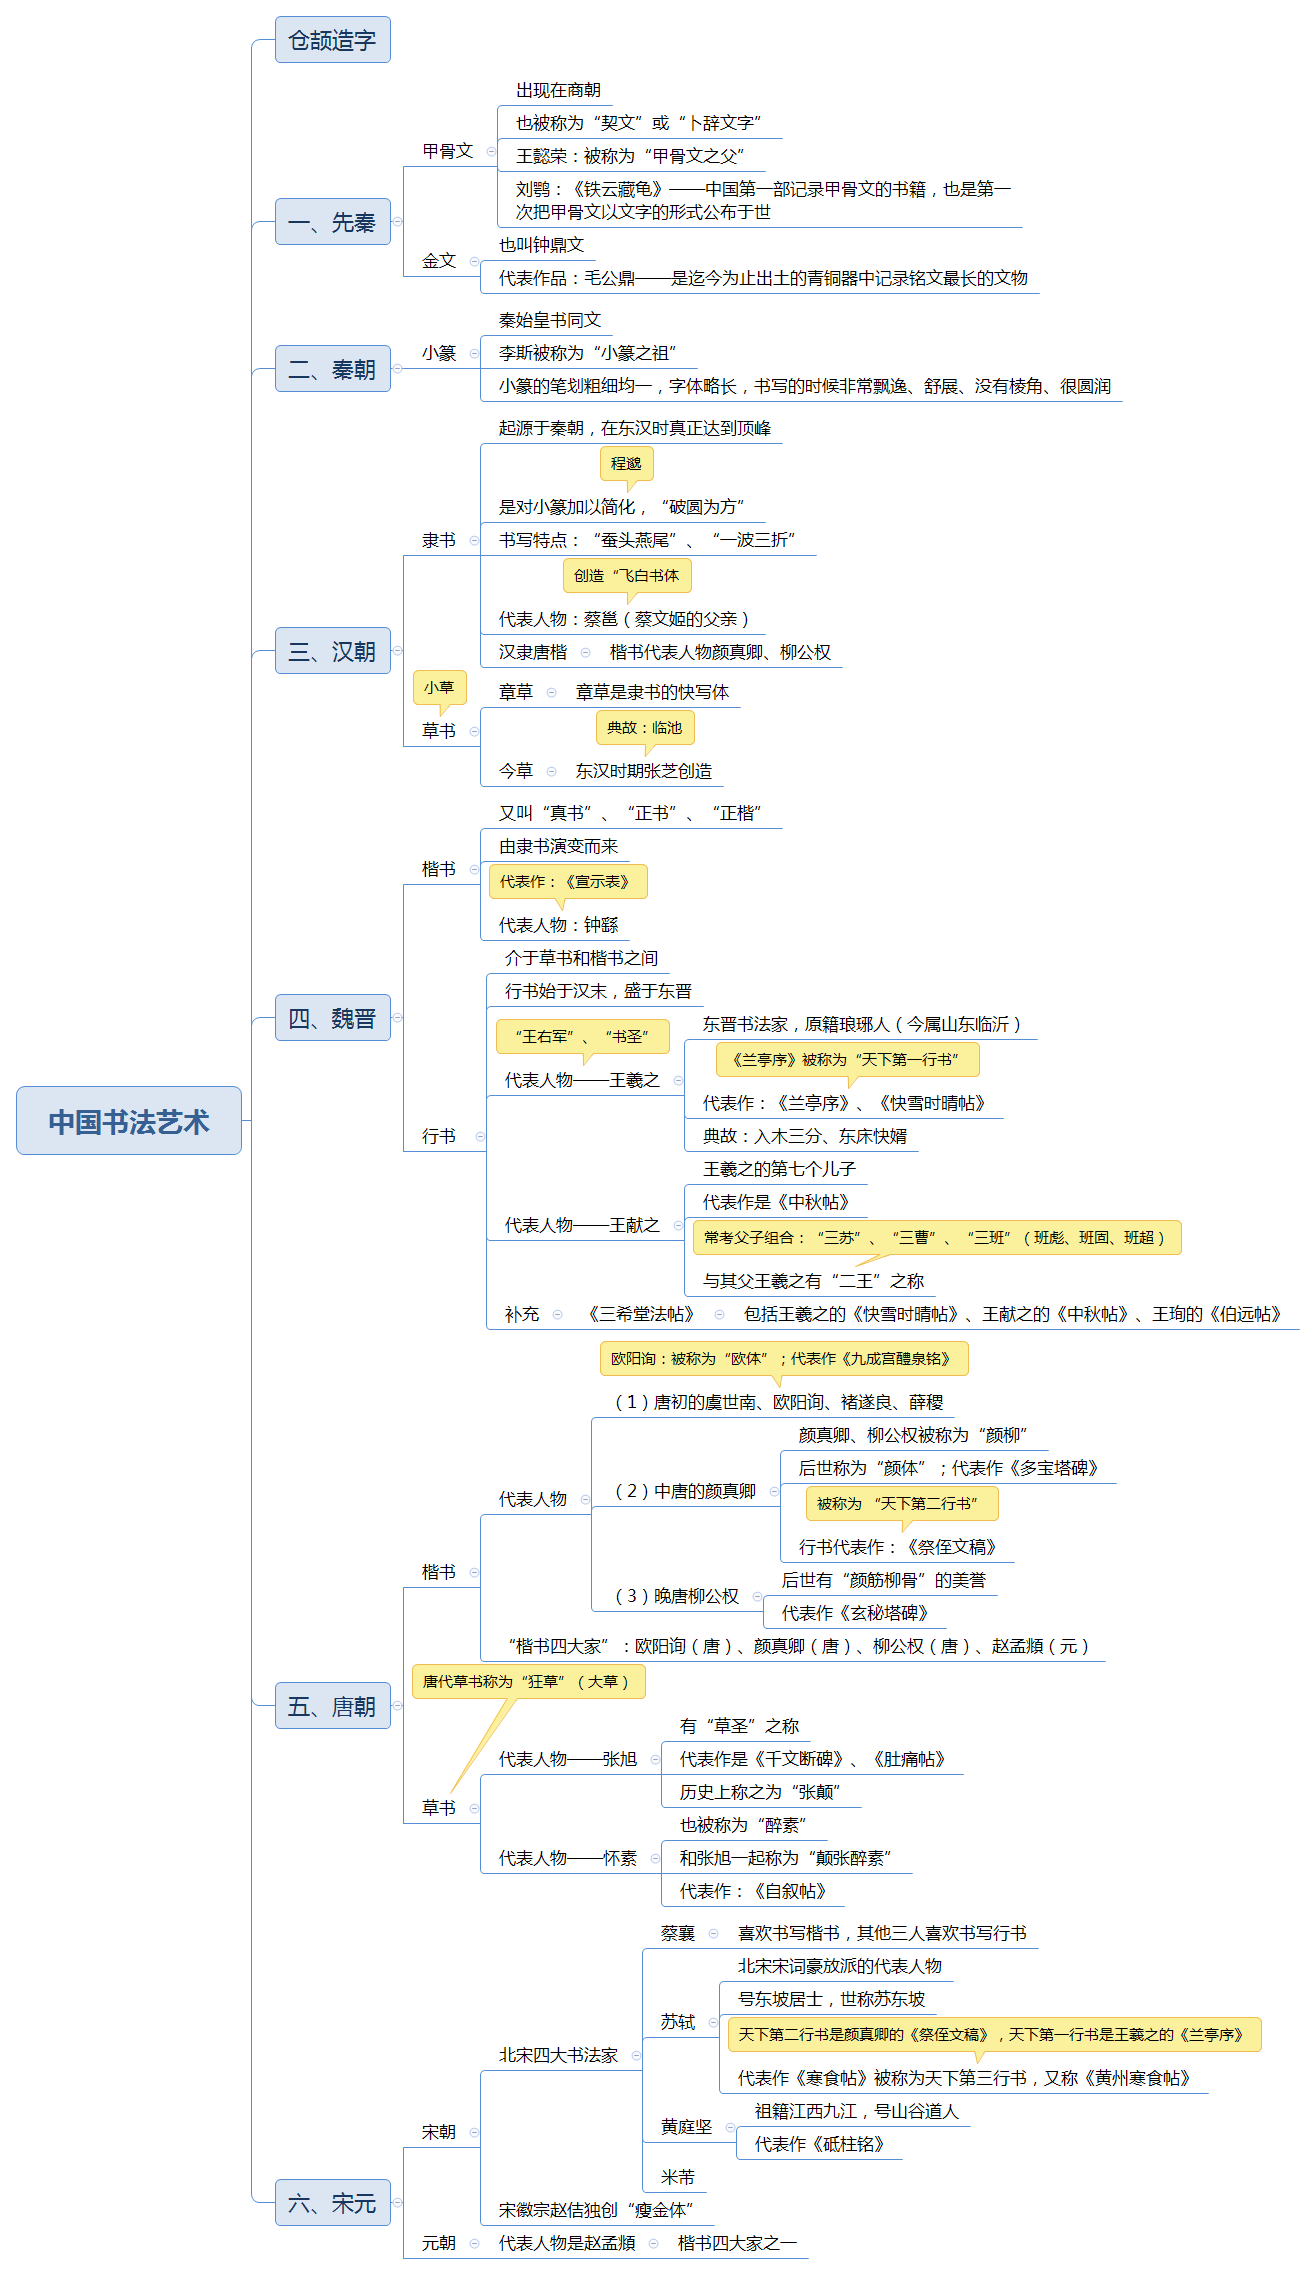 仓颉造字
出现在商朝
也被称为“契文”或“卜辞文字”
甲骨文
王懿荣：被称为“甲骨文之父”
刘鹗：《铁云藏龟》——中国第一部记录甲骨文的书籍，也是第一
次把甲骨文以文字的形式公布于世
一、先秦
也叫钟鼎文
金文
代表作品：毛公鼎——是迄今为止出土的青铜器中记录铭文最长的文物
秦始皇书同文
二、秦朝
小篆
李斯被称为“小篆之祖”
小篆的笔划粗细均一，字体略长，书写的时候非常飘逸、舒展、没有棱角、很圆润
起源于秦朝，在东汉时真正达到顶峰
程邈
是对小篆加以简化，“破圆为方”
隶书
书写特点：“蚕头燕尾”、“一波三折”
创造“飞白书体
代表人物：蔡邕（蔡文姬的父亲）
三、汉朝
汉隶唐楷
楷书代表人物颜真卿、柳公权
小草
章草
章草是隶书的快写体
草书
典故：临池
今草
东汉时期张芝创造
又叫“真书”、“正书”、“正楷”
由隶书演变而来
楷书
代表作：《宣示表》
代表人物：钟繇
介于草书和楷书之间
行书始于汉末，盛于东晋
四、魏晋
“王右军”、“书圣”
东晋书法家，原籍琅琊人（今属山东临沂）
《兰亭序》被称为“天下第一行书”
代表人物——王羲之
代表作：《兰亭序》、《快雪时晴帖》
中国书法艺术
行书
典故：入木三分、东床快婿
王羲之的第七个儿子
代表作是《中秋帖》
代表人物——王献之
常考父子组合：“三苏”、“三曹”、“三班”（班彪、班固、班超）
与其父王羲之有“二王”之称
补充
《三希堂法帖》
包括王羲之的《快雪时晴帖》、王献之的《中秋帖》、王珣的《伯远帖》
欧阳询：被称为“欧体”；代表作《九成宫醴泉铭》
（1）唐初的虞世南、欧阳询、褚遂良、薛稷
颜真卿、柳公权被称为“颜柳”
后世称为“颜体”；代表作《多宝塔碑》
代表人物
（2）中唐的颜真卿
被称为 “天下第二行书”
行书代表作：《祭侄文稿》
楷书
后世有“颜筋柳骨”的美誉
（3）晚唐柳公权
代表作《玄秘塔碑》
“楷书四大家”：欧阳询（唐）、颜真卿（唐）、柳公权（唐）、赵孟頫（元）
唐代草书称为“狂草”（大草）
五、唐朝
有“草圣”之称
代表人物——张旭
代表作是《千文断碑》、《肚痛帖》
历史上称之为“张颠”
草书
也被称为“醉素”
代表人物——怀素
和张旭一起称为“颠张醉素”
代表作：《自叙帖》
蔡襄
喜欢书写楷书，其他三人喜欢书写行书
北宋宋词豪放派的代表人物
号东坡居士，世称苏东坡
苏轼
天下第二行书是颜真卿的《祭侄文稿》，天下第一行书是王羲之的《兰亭序》
北宋四大书法家
代表作《寒食帖》被称为天下第三行书，又称《黄州寒食帖》
祖籍江西九江，号山谷道人
黄庭坚
宋朝
代表作《砥柱铭》
米芾
六、宋元
宋徽宗赵佶独创“瘦金体”
元朝
代表人物是赵孟頫
楷书四大家之一